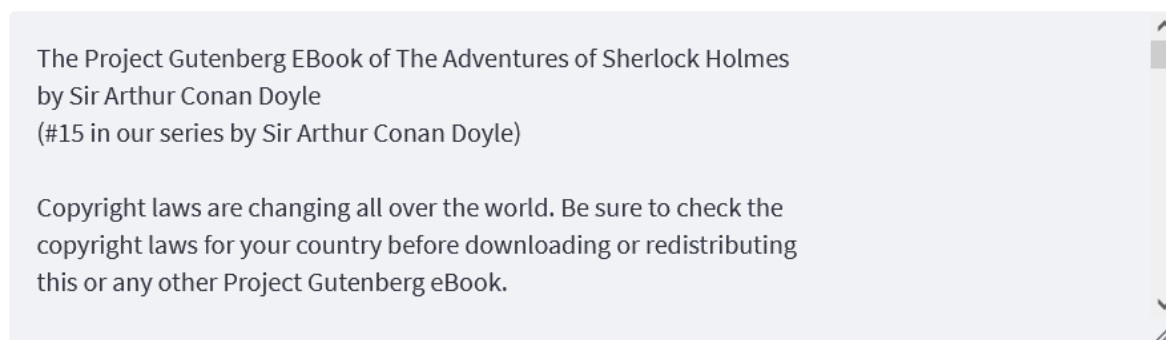 The Project Gutenberg EBook of The Adventures of Sherlock Holmes
by Sir Arthur Conan Doyle
(#15 in our series by Sir Arthur Conan Doyle)
Copyright laws are changing all over the world. Be sure to check the
copyright laws for your country before downloading or redistributing
this or any other Project Gutenberg eBook.